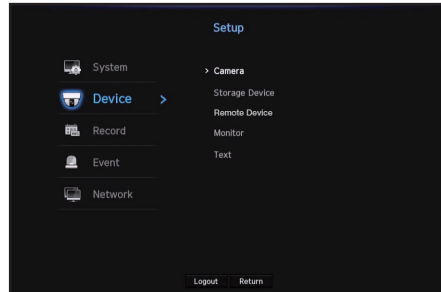 Setup
System
Device >
Record
Event
Network
> Camera
Storage Device
Remote Device
Monitor
Text
Logout Return